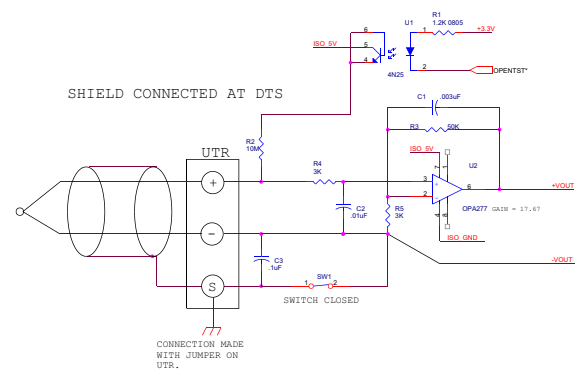 6
U1
R1
1.2K 0805
ISO_5V
5
1
+3.3V
4
2
OPENTST*
4N25
SHIELD CONNECTED AT DTS
C1
.003uF
R2
10M
R3
50K
UTR
ISO_5V
R4
3K
7
1
U2
+
3
+
6
+VOUT
2
-
OPA277
GAIN = 17.67
C2
.01uF
R5
3K
4
8
ISO_GND
-
C3
.1uF
-VOUT
SW1
S
1
2
SWITCH CLOSED
CONNECTION MADE
WITH JUMPER ON
UTR.